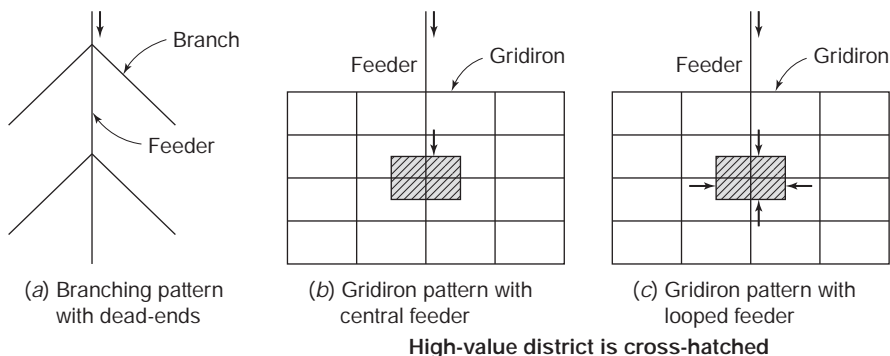 Branch
Feeder
(a) Branching pattern
with dead-ends
Feeder
Gridiron
(b) Gridiron pattern with
central feeder
Feeder
Gridiron
(c) Gridiron pattern with
looped feeder
High-value district is cross-hatched